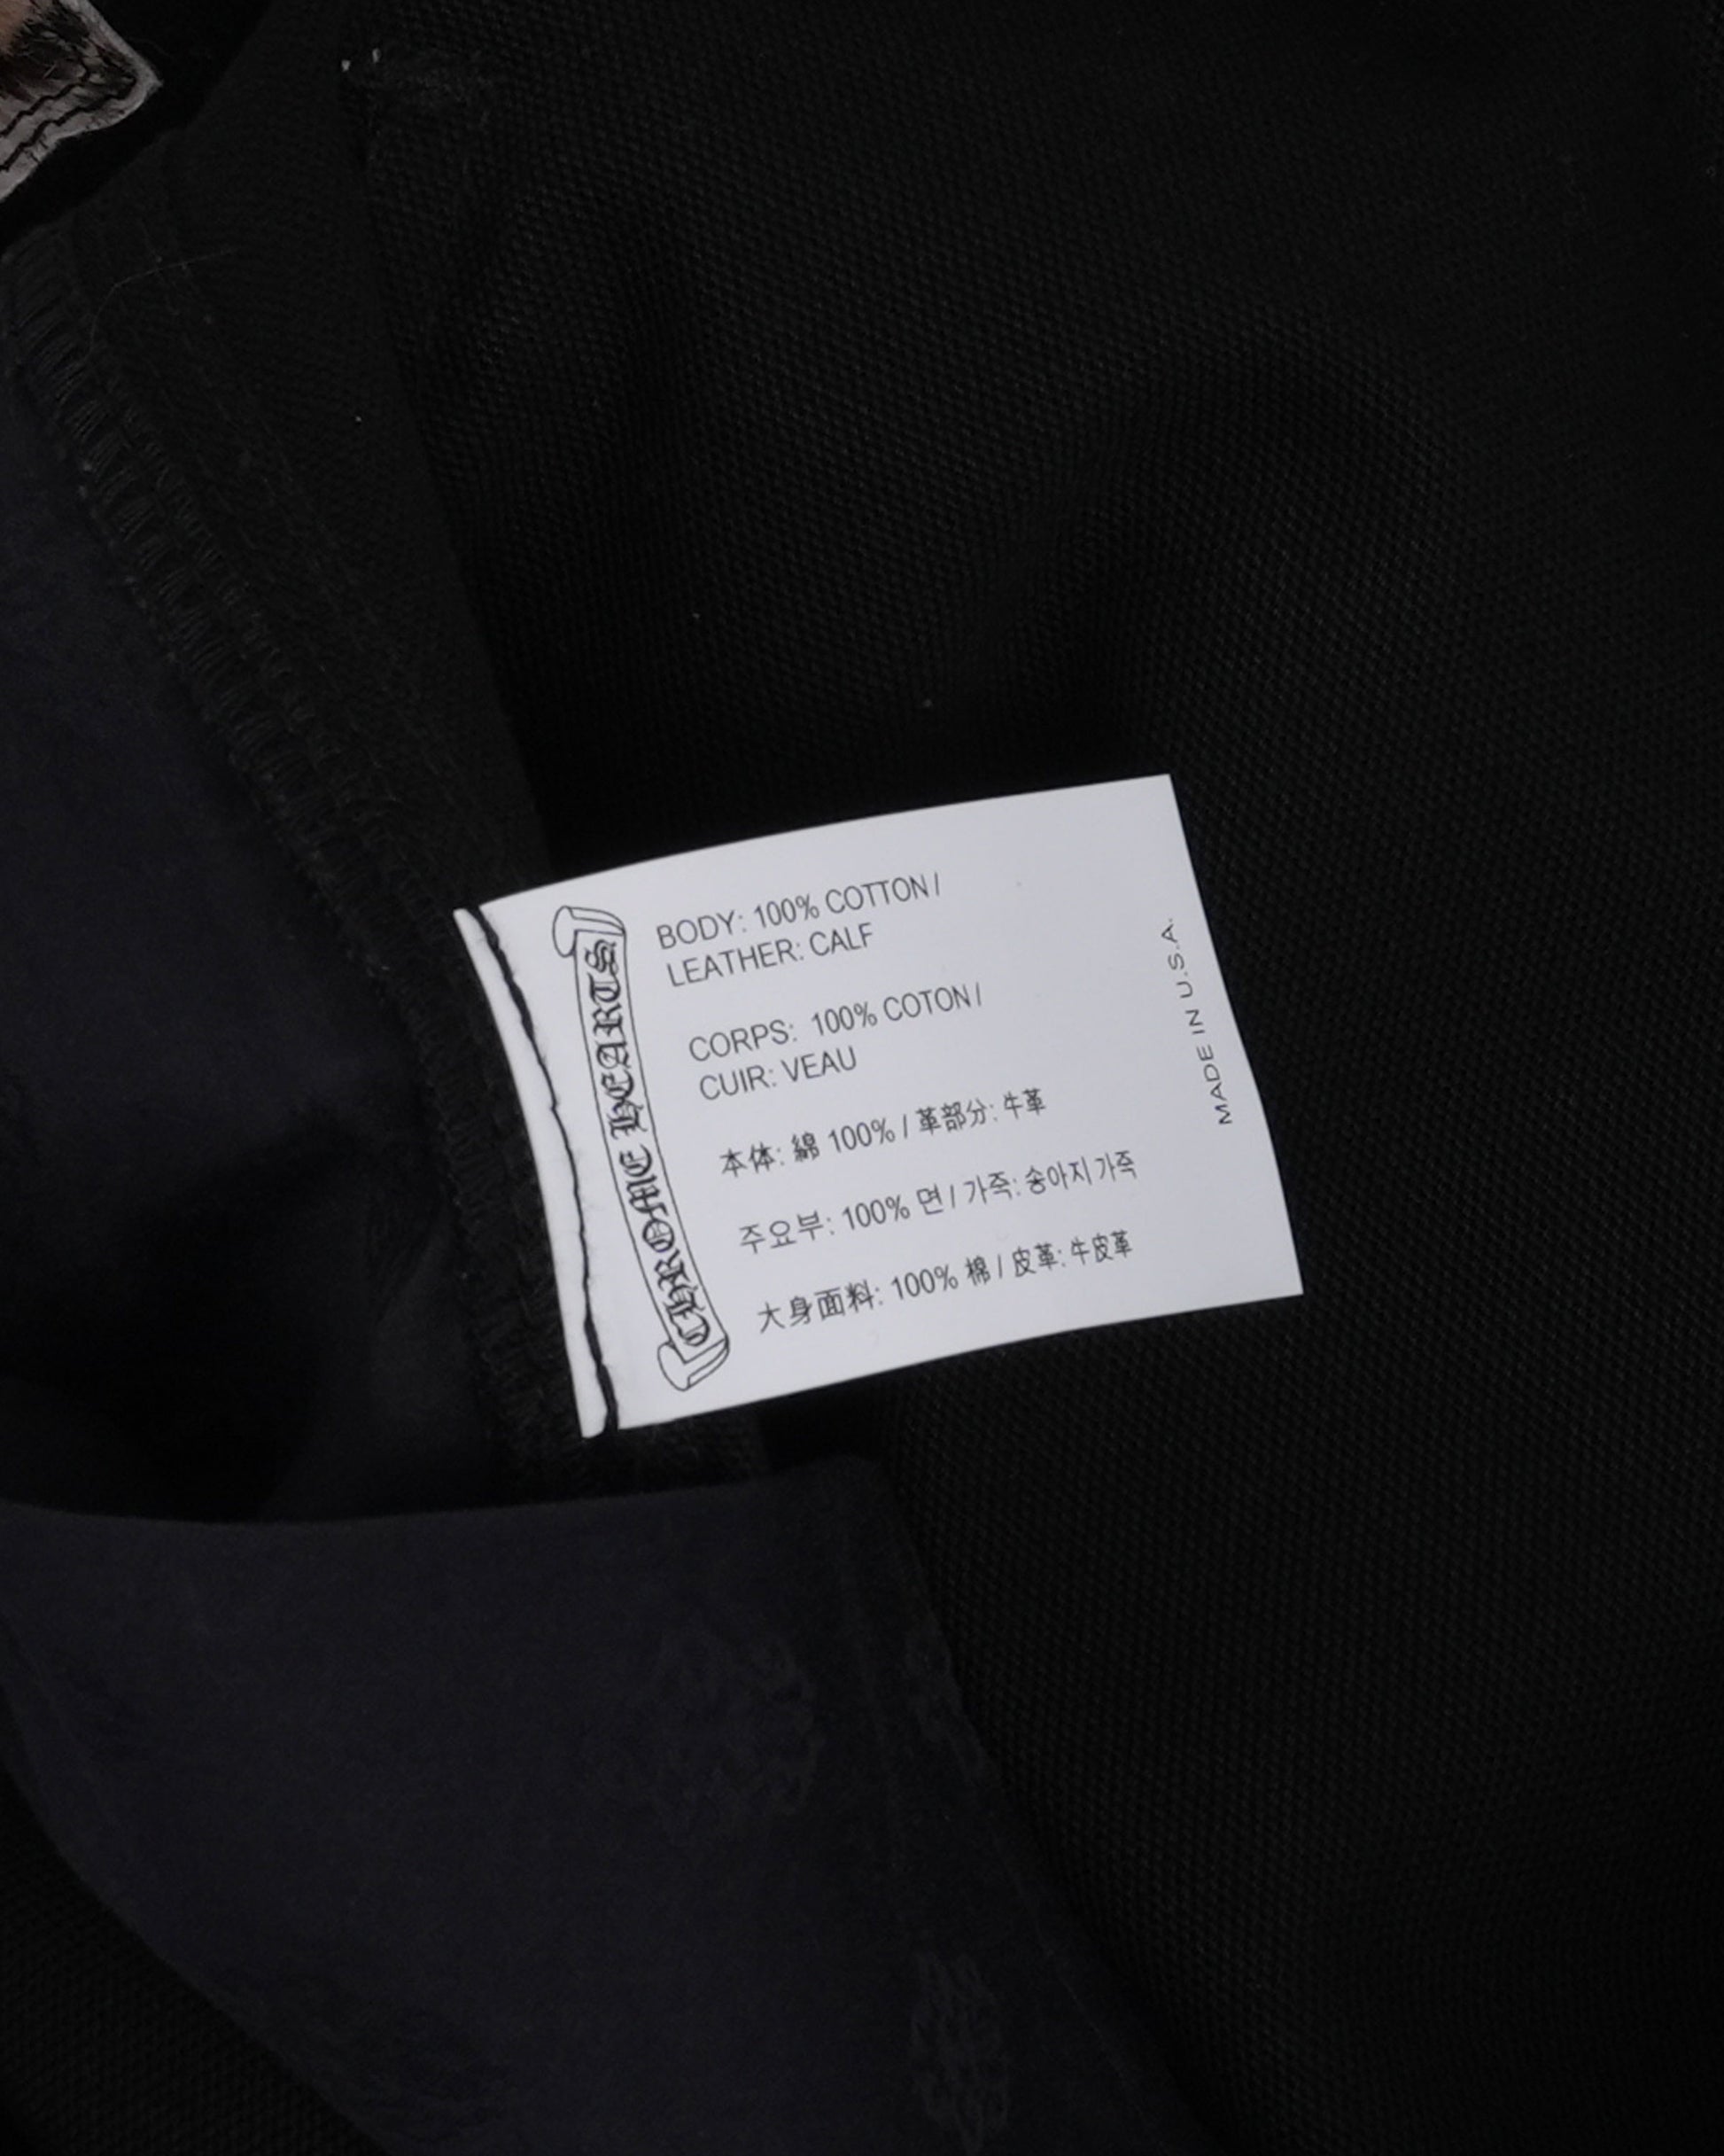 CHROME HEARTS
BODY: 100% COTTON /
LEATHER: CALF
CORPS: 100% COTON /
CUIR: VEAU
本体: 綿 100% / 革部分: 牛革
주요부: 100% 면 / 가죽: 송아지 가죽
大身面料: 100% 棉 / 皮革: 牛皮革
MADE IN U.S.A.